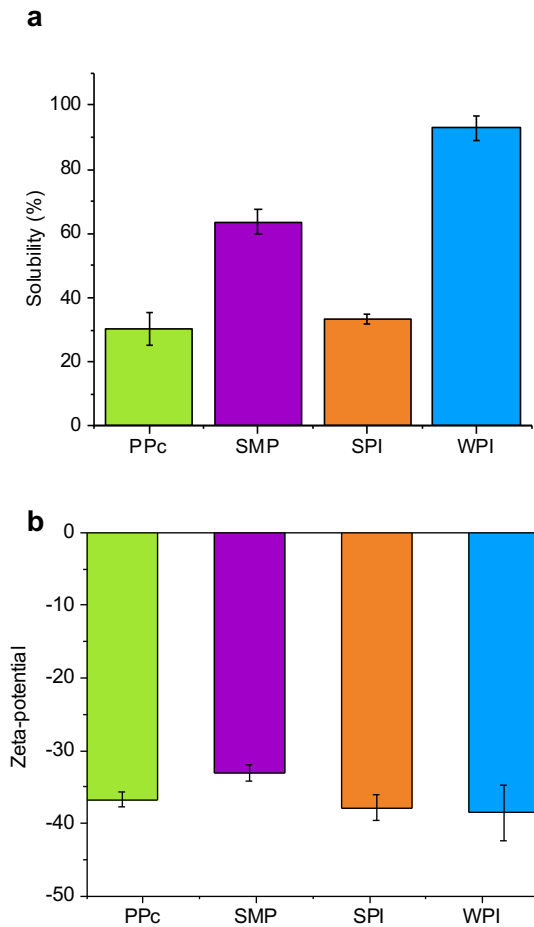 a
100
80
60
40
20
0
Solubility (%)
PPc SMP SPI WPI
b
0
-10
-20
-30
-40
-50
Zeta-potential
PPc SMP SPI WPI